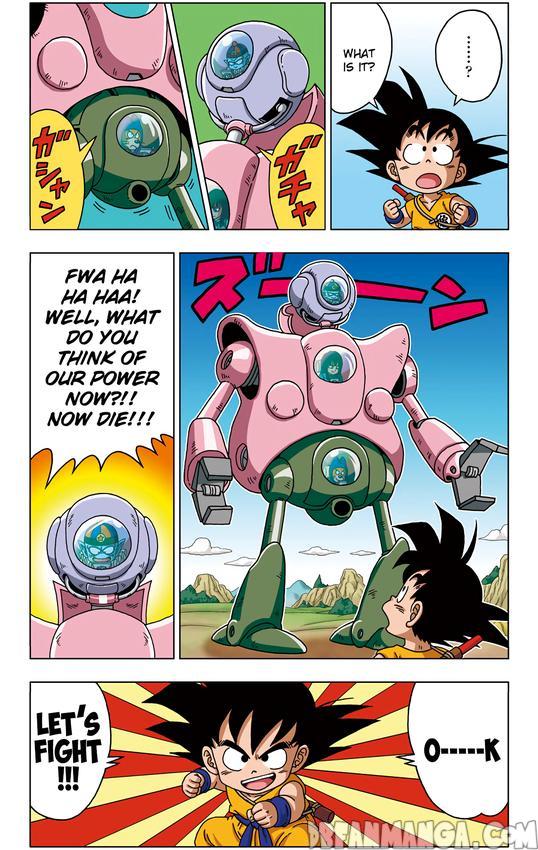 ......?
WHAT
IS IT?
ガチャ
ガシャン
ズーーン
FWA HA
HA HAA!
WELL, WHAT
DO YOU
THINK OF
OUR POWER
NOW?!!
NOW DIE!!!
O-----K
LET'S
FIGHT
!!!
DBEANMANGA.COM